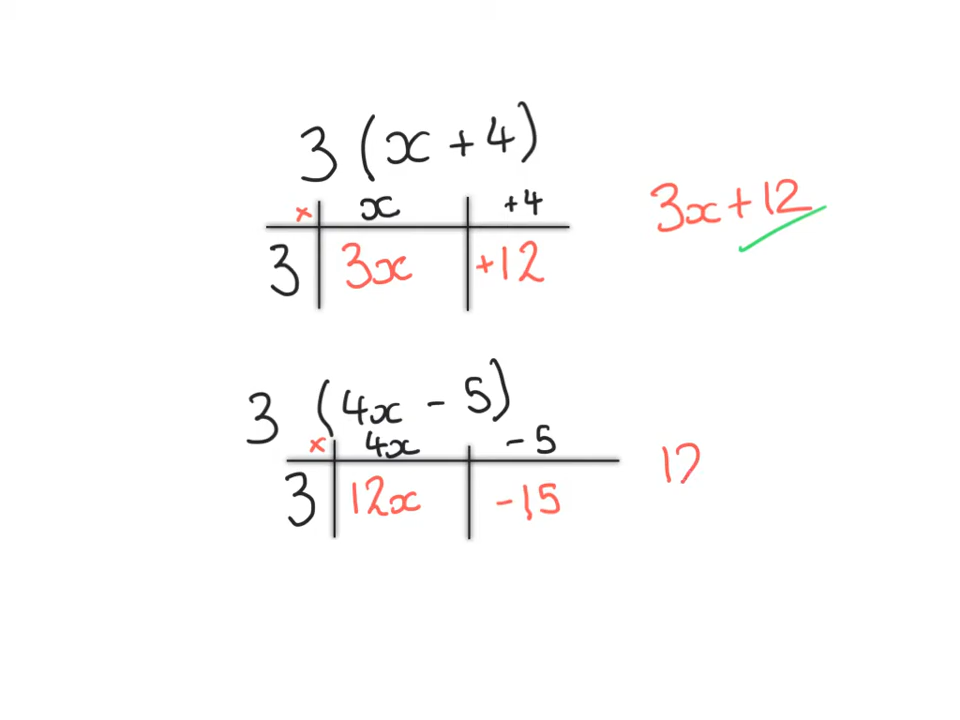 3 (x + 4)
× x +4
3 3x +12
3x + 12
3 (4x - 5)
× 4x -5
3 12x -15
12